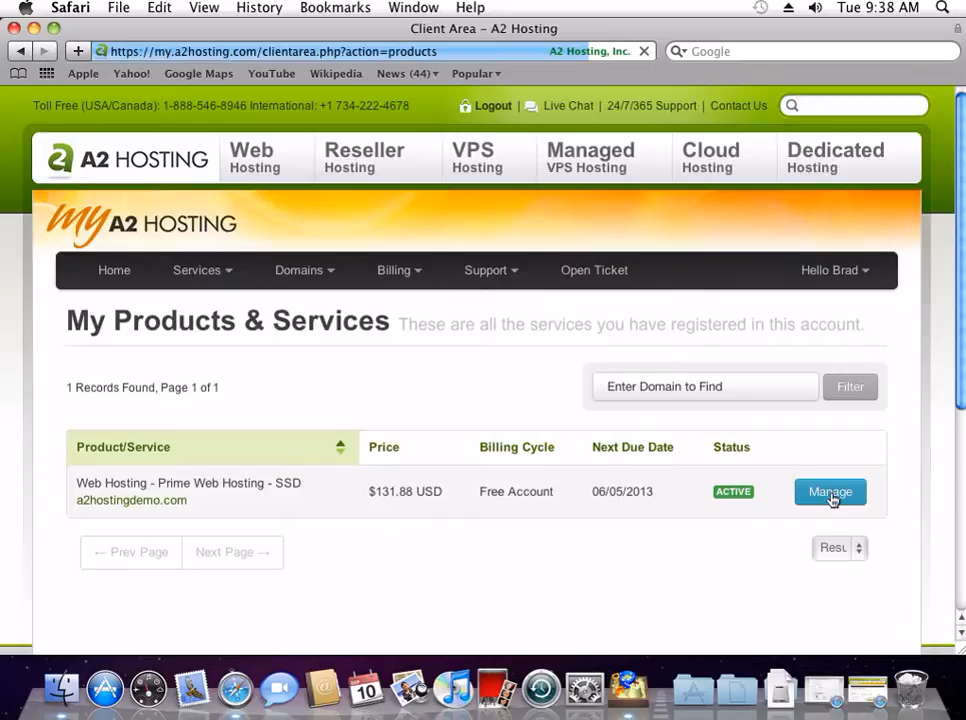 Safari File Edit View History Bookmarks Window Help Tue 9:38 AM
Client Area – A2 Hosting
https://my.a2hosting.com/clientarea.php?action=products A2 Hosting, Inc. Google
Apple Yahoo! Google Maps YouTube Wikipedia News (44) Popular
Toll Free (USA/Canada): 1-888-546-8946 International: +1 734-222-4678 Logout | Live Chat | 24/7/365 Support | Contact Us
A2 HOSTING
Web Hosting
Reseller Hosting
VPS Hosting
Managed VPS Hosting
Cloud Hosting
Dedicated Hosting
my A2 HOSTING
Home Services Domains Billing Support Open Ticket Hello Brad
My Products & Services These are all the services you have registered in this account.
1 Records Found, Page 1 of 1 Enter Domain to Find Filter
Product/Service Price Billing Cycle Next Due Date Status
Web Hosting - Prime Web Hosting - SSD
a2hostingdemo.com $131.88 USD Free Account 06/05/2013 ACTIVE Manage
← Prev Page Next Page → Resu
10